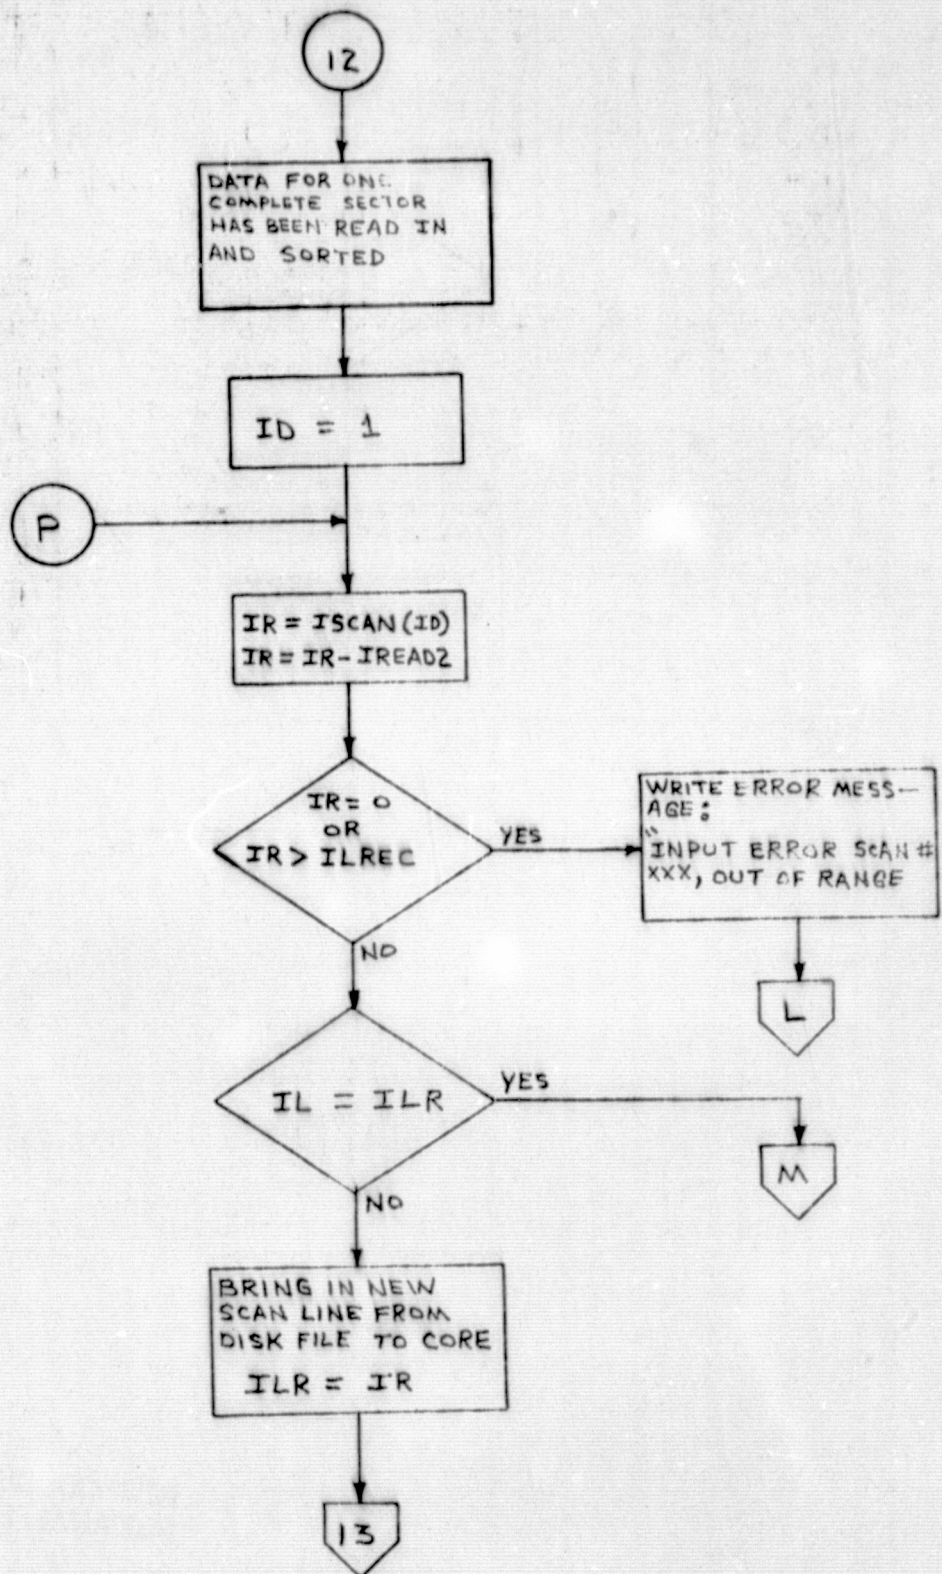 12
DATA FOR ONE
COMPLETE SECTOR
HAS BEEN READ IN
AND SORTED
ID = 1
P
IR = ISCAN(ID)
IR = IR - IREAD2
IR = 0
OR
IR > ILREC
YES
WRITE ERROR MESS-
AGE:
"INPUT ERROR SCAN #
XXX, OUT OF RANGE
NO
L
IL = ILR
YES
M
NO
BRING IN NEW
SCAN LINE FROM
DISK FILE TO CORE
ILR = IR
13